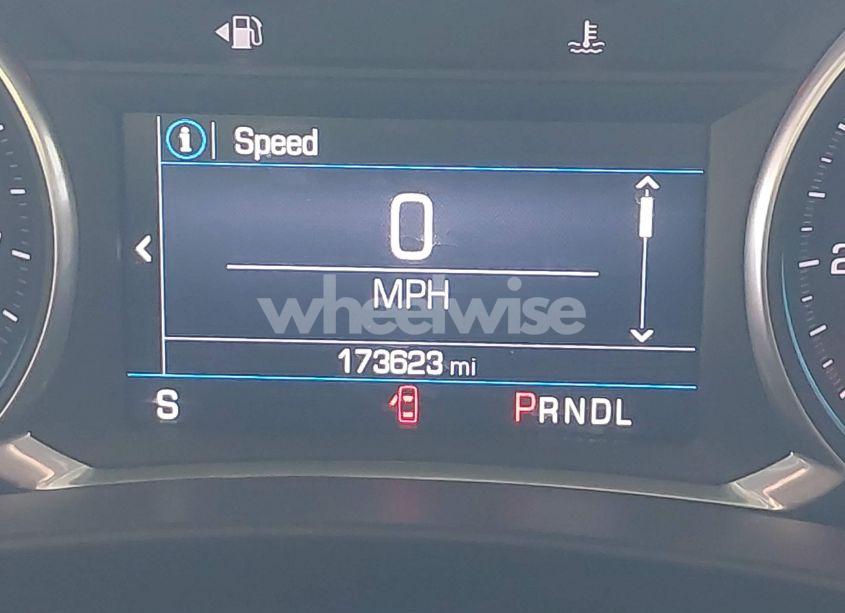 Speed
0
MPH
wheelwise
173623 mi
S
PRNDL